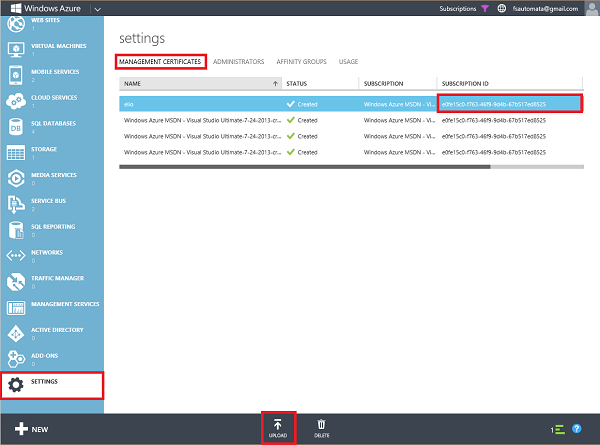 Windows Azure
Subscriptions
fsautomata@gmail.com
WEB SITES
1
VIRTUAL MACHINES
2
MOBILE SERVICES
2
CLOUD SERVICES
1
SQL DATABASES
4
STORAGE
1
MEDIA SERVICES
0
SERVICE BUS
2
SQL REPORTING
0
NETWORKS
0
TRAFFIC MANAGER
0
MANAGEMENT SERVICES
0
ACTIVE DIRECTORY
0
ADD-ONS
0
SETTINGS
settings
MANAGEMENT CERTIFICATES ADMINISTRATORS AFFINITY GROUPS USAGE
NAME STATUS SUBSCRIPTION SUBSCRIPTION ID
elio Created Windows Azure MSDN - Vi... e0fe15c0-f763-46f9-9d4b-67b517ed8525
Windows Azure MSDN - Visual Studio Ultimate-7-24-2013-cr... Created Windows Azure MSDN - Vi... e0fe15c0-f763-46f9-9d4b-67b517ed8525
Windows Azure MSDN - Visual Studio Ultimate-7-24-2013-cr... Created Windows Azure MSDN - Vi... e0fe15c0-f763-46f9-9d4b-67b517ed8525
Windows Azure MSDN - Visual Studio Ultimate-7-24-2013-cr... Created Windows Azure MSDN - Vi... e0fe15c0-f763-46f9-9d4b-67b517ed8525
NEW
UPLOAD
DELETE
1
?